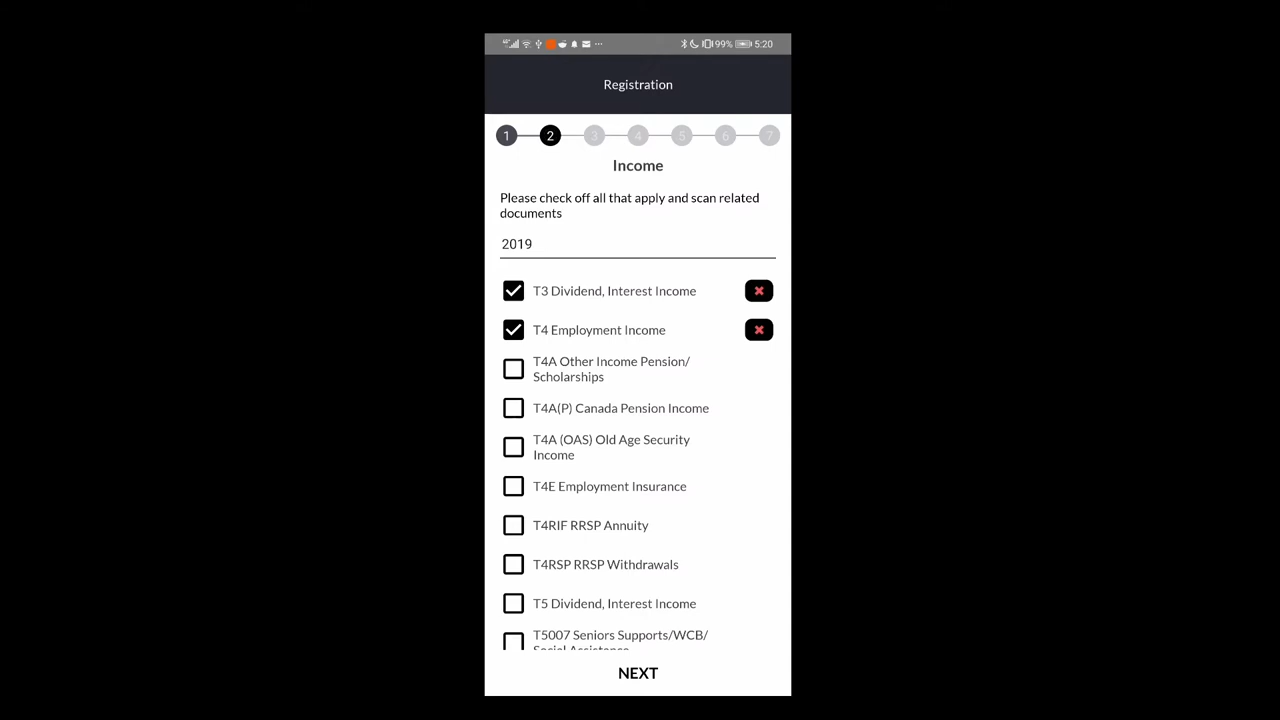 99% 5:20
Registration
1 2 3 4 5 6 7
Income
Please check off all that apply and scan related
documents
2019
T3 Dividend, Interest Income
T4 Employment Income
T4A Other Income Pension/
Scholarships
T4A(P) Canada Pension Income
T4A (OAS) Old Age Security
Income
T4E Employment Insurance
T4RIF RRSP Annuity
T4RSP RRSP Withdrawals
T5 Dividend, Interest Income
T5007 Seniors Supports/WCB/
Social Assistance
NEXT